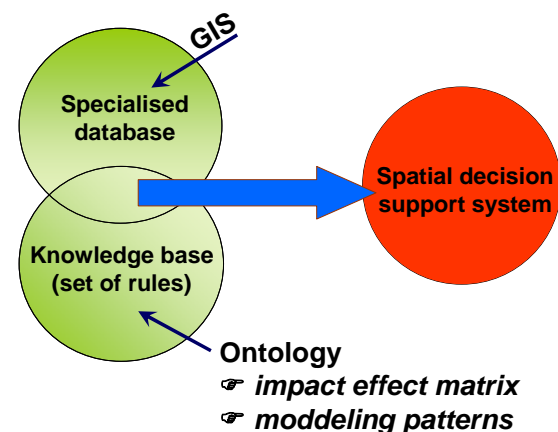 GIS
Specialised
database
Spatial decision
support system
Knowledge base
(set of rules)
Ontology
☞ impact effect matrix
☞ moddeling patterns